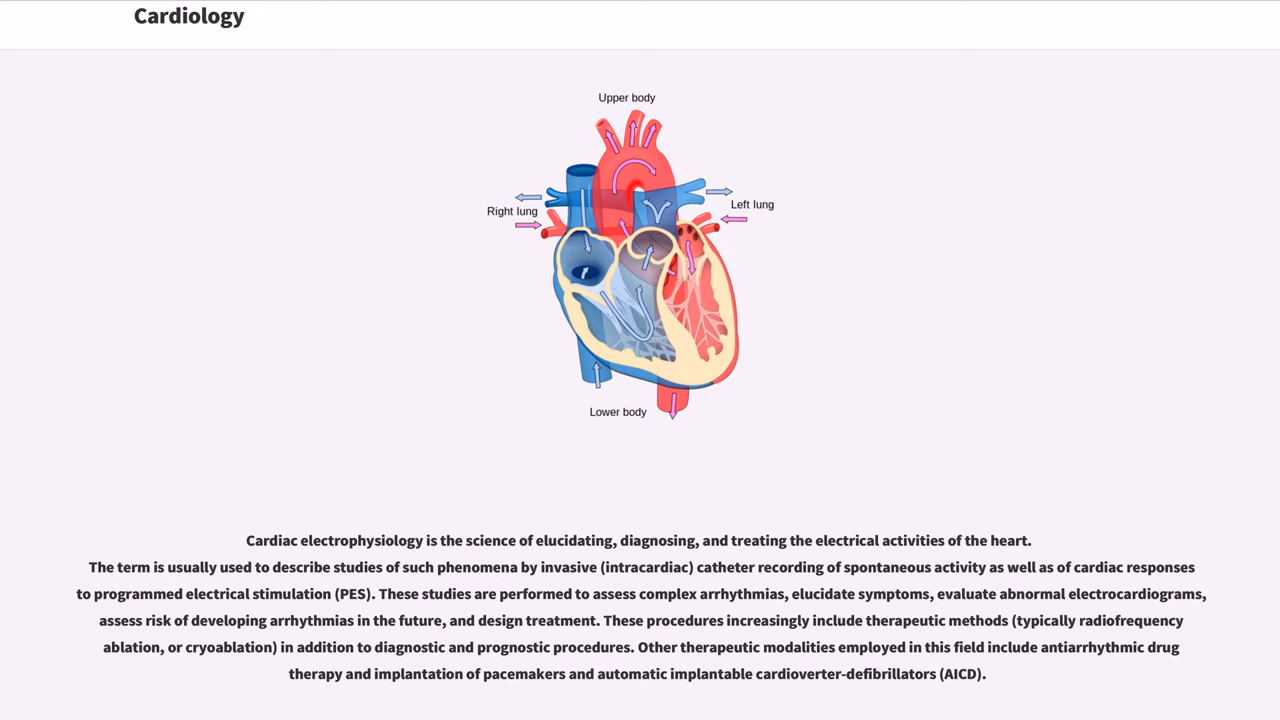 Cardiology
Upper body
Right lung
Left lung
Lower body
Cardiac electrophysiology is the science of elucidating, diagnosing, and treating the electrical activities of the heart.
The term is usually used to describe studies of such phenomena by invasive (intracardiac) catheter recording of spontaneous activity as well as of cardiac responses
to programmed electrical stimulation (PES). These studies are performed to assess complex arrhythmias, elucidate symptoms, evaluate abnormal electrocardiograms,
assess risk of developing arrhythmias in the future, and design treatment. These procedures increasingly include therapeutic methods (typically radiofrequency
ablation, or cryoablation) in addition to diagnostic and prognostic procedures. Other therapeutic modalities employed in this field include antiarrhythmic drug
therapy and implantation of pacemakers and automatic implantable cardioverter-defibrillators (AICD).